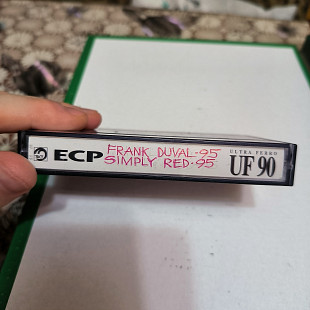 ECP
FRANK DUVAL·95
SIMPLY RED·95
ULTRA FERRO
UF 90